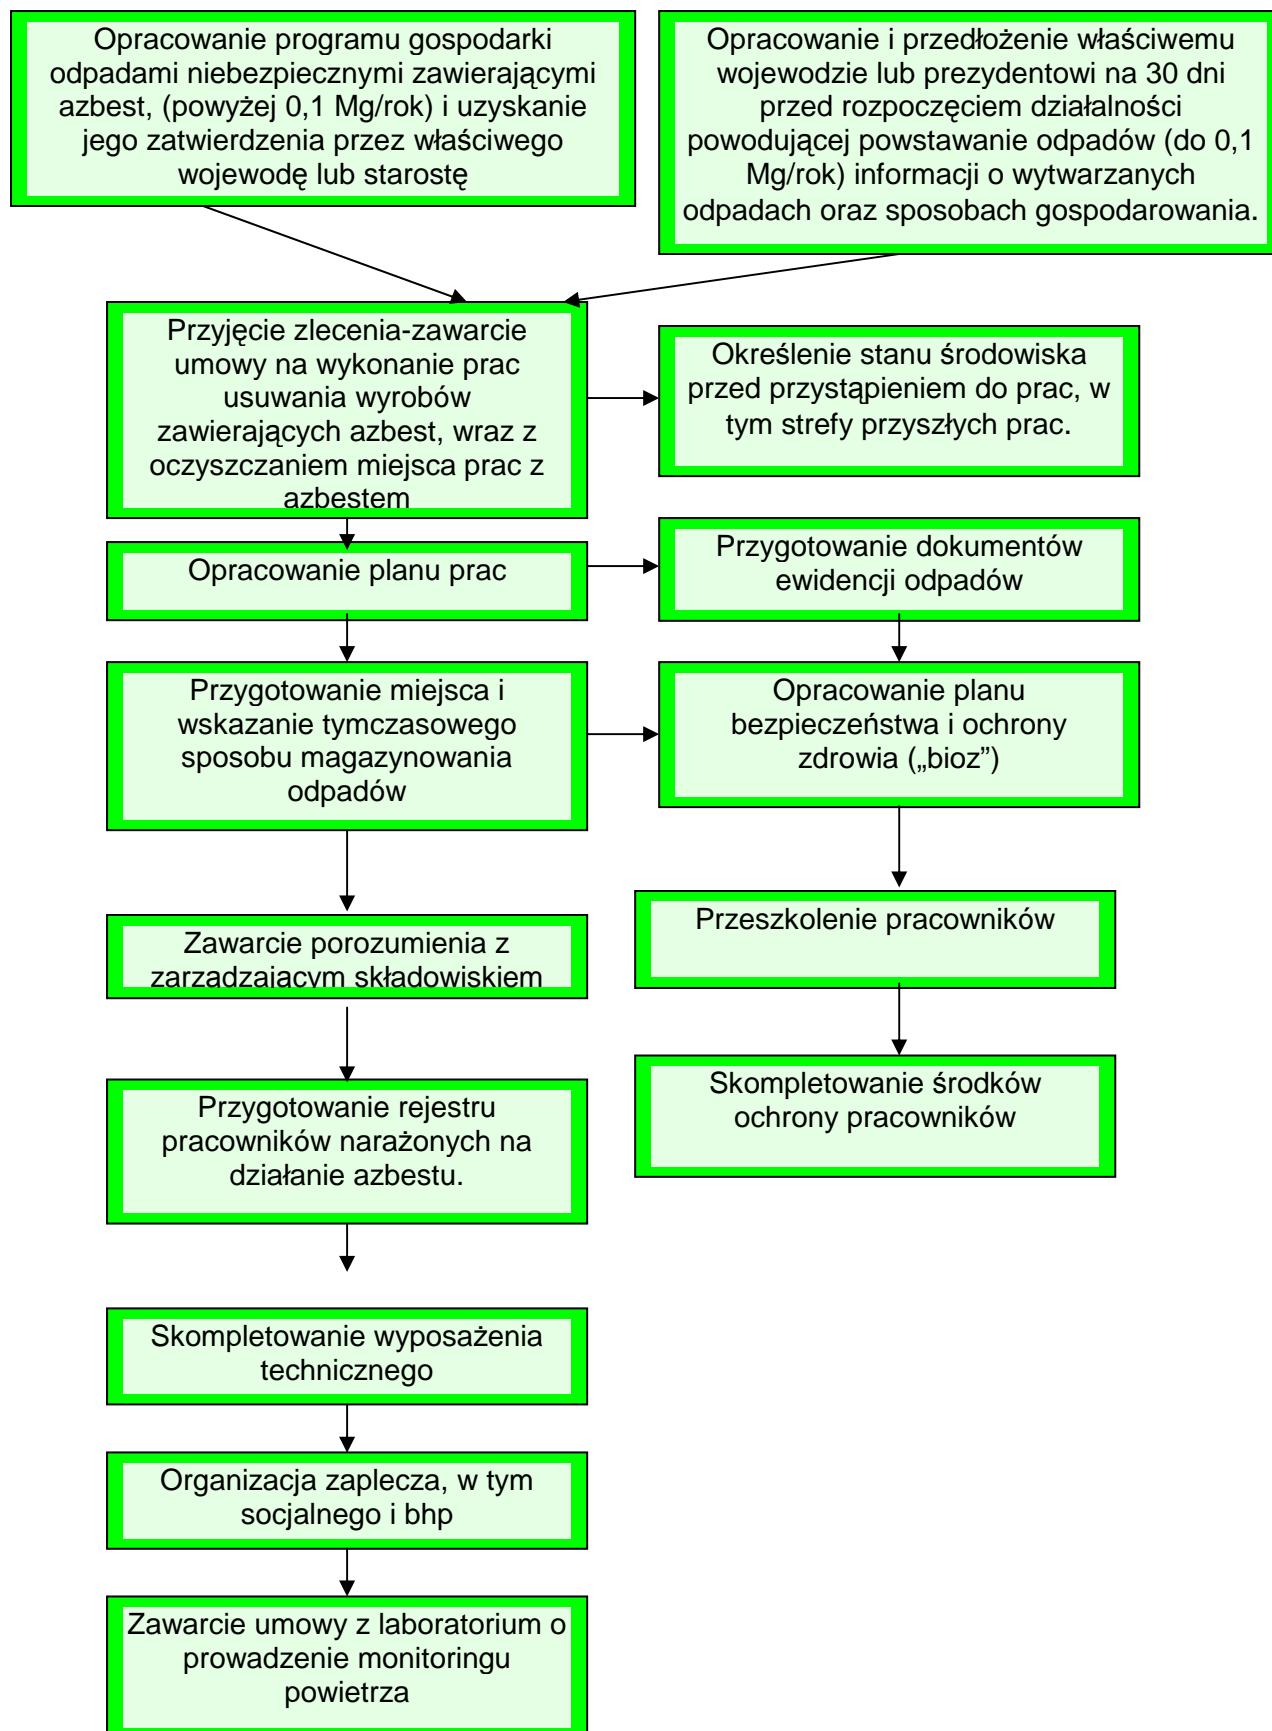 Opracowanie programu gospodarki
odpadami niebezpiecznymi zawierającymi
azbest, (powyżej 0,1 Mg/rok) i uzyskanie
jego zatwierdzenia przez właściwego
wojewodę lub starostę
Opracowanie i przedłożenie właściwemu
wojewodzie lub prezydentowi na 30 dni
przed rozpoczęciem działalności
powodującej powstawanie odpadów (do 0,1
Mg/rok) informacji o wytwarzanych
odpadach oraz sposobach gospodarowania.
Przyjęcie zlecenia-zawarcie
umowy na wykonanie prac
usuwania wyrobów
zawierających azbest, wraz z
oczyszczaniem miejsca prac z
azbestem
Określenie stanu środowiska
przed przystąpieniem do prac, w
tym strefy przyszłych prac.
Opracowanie planu prac
Przygotowanie dokumentów
ewidencji odpadów
Przygotowanie miejsca i
wskazanie tymczasowego
sposobu magazynowania
odpadów
Opracowanie planu
bezpieczeństwa i ochrony
zdrowia („bioz”)
Zawarcie porozumienia z
zarządzającym składowiskiem
Przeszkolenie pracowników
Przygotowanie rejestru
pracowników narażonych na
działanie azbestu.
Skompletowanie środków
ochrony pracowników
Skompletowanie wyposażenia
technicznego
Organizacja zaplecza, w tym
socjalnego i bhp
Zawarcie umowy z laboratorium o
prowadzenie monitoringu
powietrza